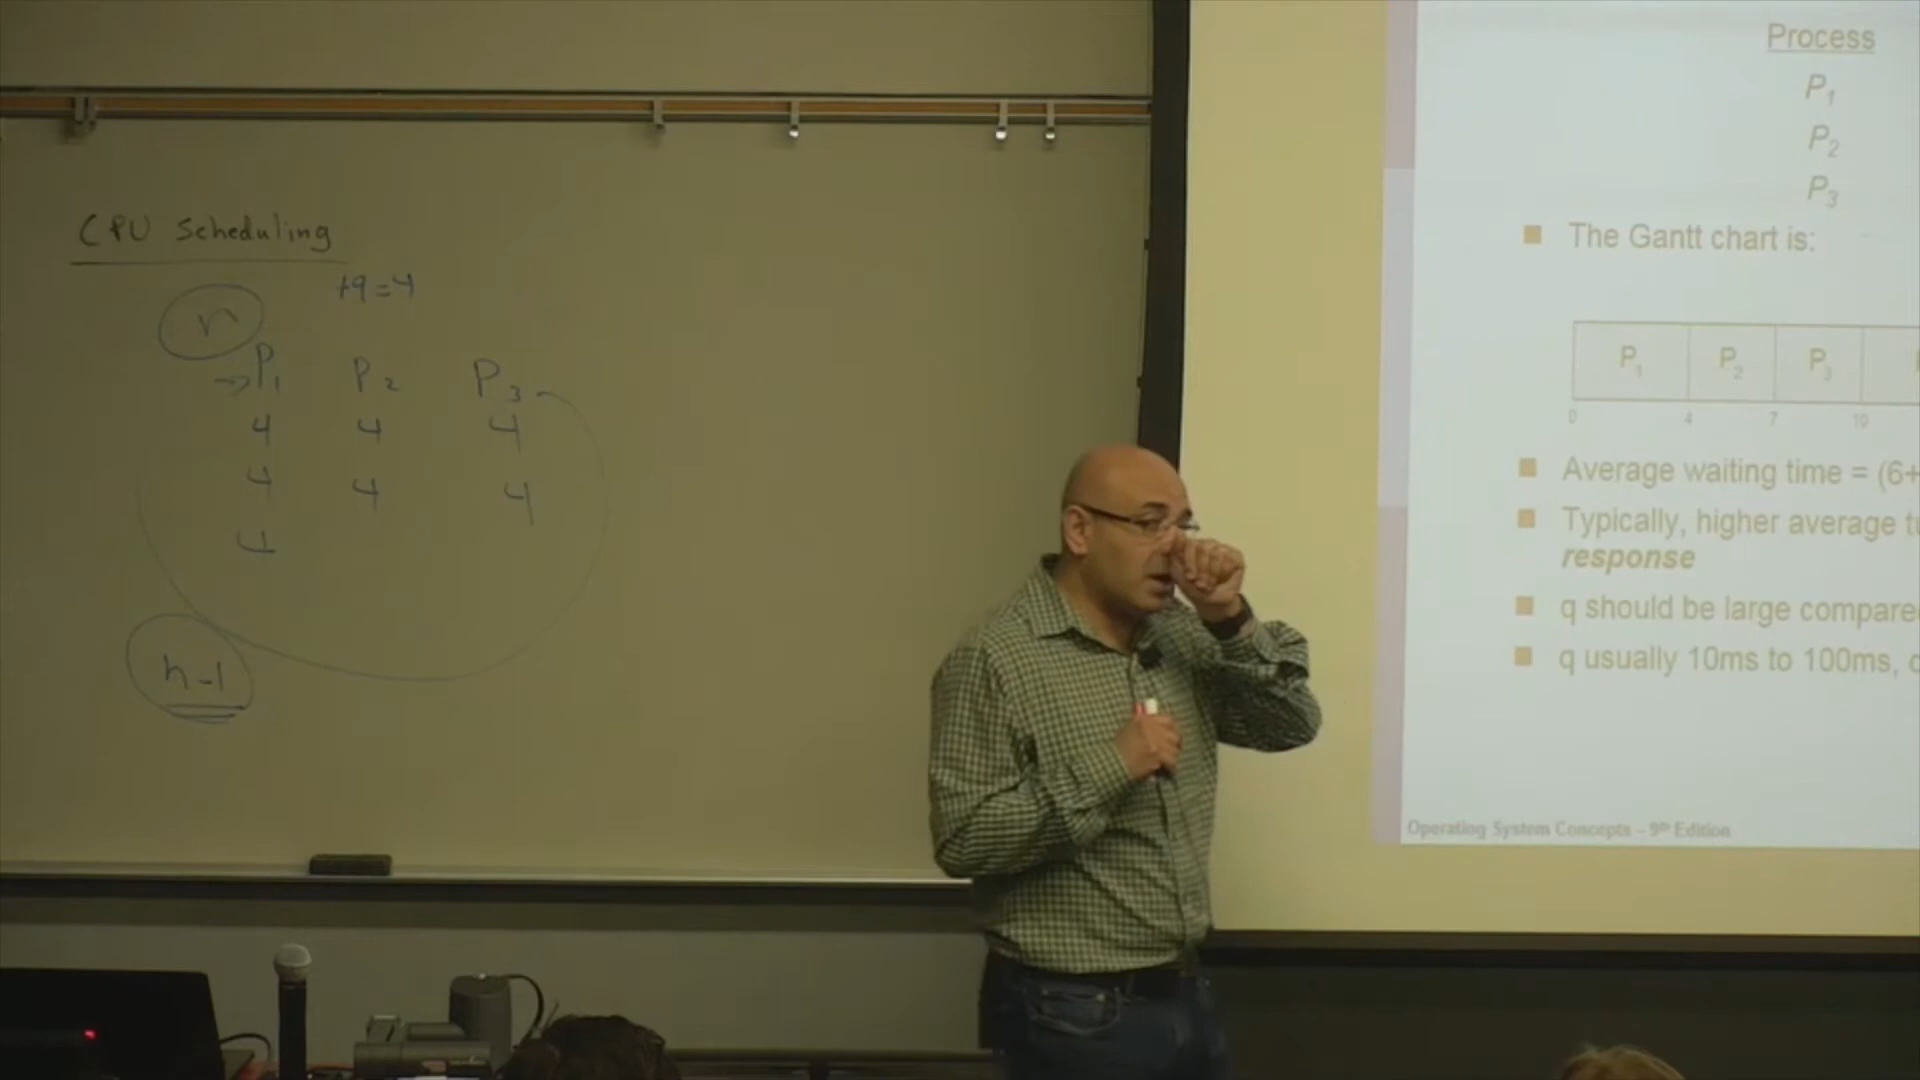 CPU Scheduling
tq=4
n
→P1 P2 P3
4 4 4
4 4 4
4
n-1
Process
P1
P2
P3
The Gantt chart is:
P1 P2 P3
0 4 7 10
Average waiting time = (6+
Typically, higher average
response
q should be large compare
q usually 10ms to 100ms,
Operating System Concepts – 9th Edition